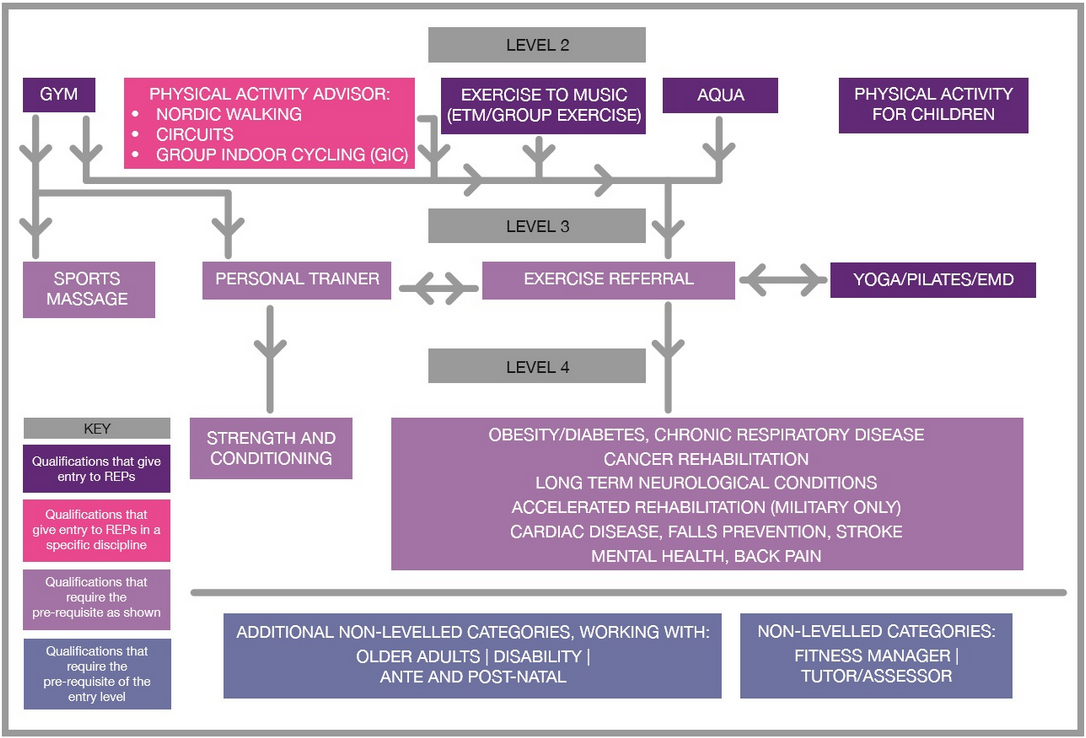 LEVEL 2
GYM
PHYSICAL ACTIVITY ADVISOR:
• NORDIC WALKING
• CIRCUITS
• GROUP INDOOR CYCLING (GIC)
EXERCISE TO MUSIC
(ETM/GROUP EXERCISE)
AQUA
PHYSICAL ACTIVITY
FOR CHILDREN
LEVEL 3
SPORTS
MASSAGE
PERSONAL TRAINER
EXERCISE REFERRAL
YOGA/PILATES/EMD
LEVEL 4
STRENGTH AND
CONDITIONING
OBESITY/DIABETES, CHRONIC RESPIRATORY DISEASE
CANCER REHABILITATION
LONG TERM NEUROLOGICAL CONDITIONS
ACCELERATED REHABILITATION (MILITARY ONLY)
CARDIAC DISEASE, FALLS PREVENTION, STROKE
MENTAL HEALTH, BACK PAIN
KEY
Qualifications that give
entry to REPs
Qualifications that
give entry to REPs in a
specific discipline
Qualifications that
require the
pre-requisite as shown
Qualifications that
require the
pre-requisite of the
entry level
ADDITIONAL NON-LEVELLED CATEGORIES, WORKING WITH:
OLDER ADULTS | DISABILITY |
ANTE AND POST-NATAL
NON-LEVELLED CATEGORIES:
FITNESS MANAGER |
TUTOR/ASSESSOR